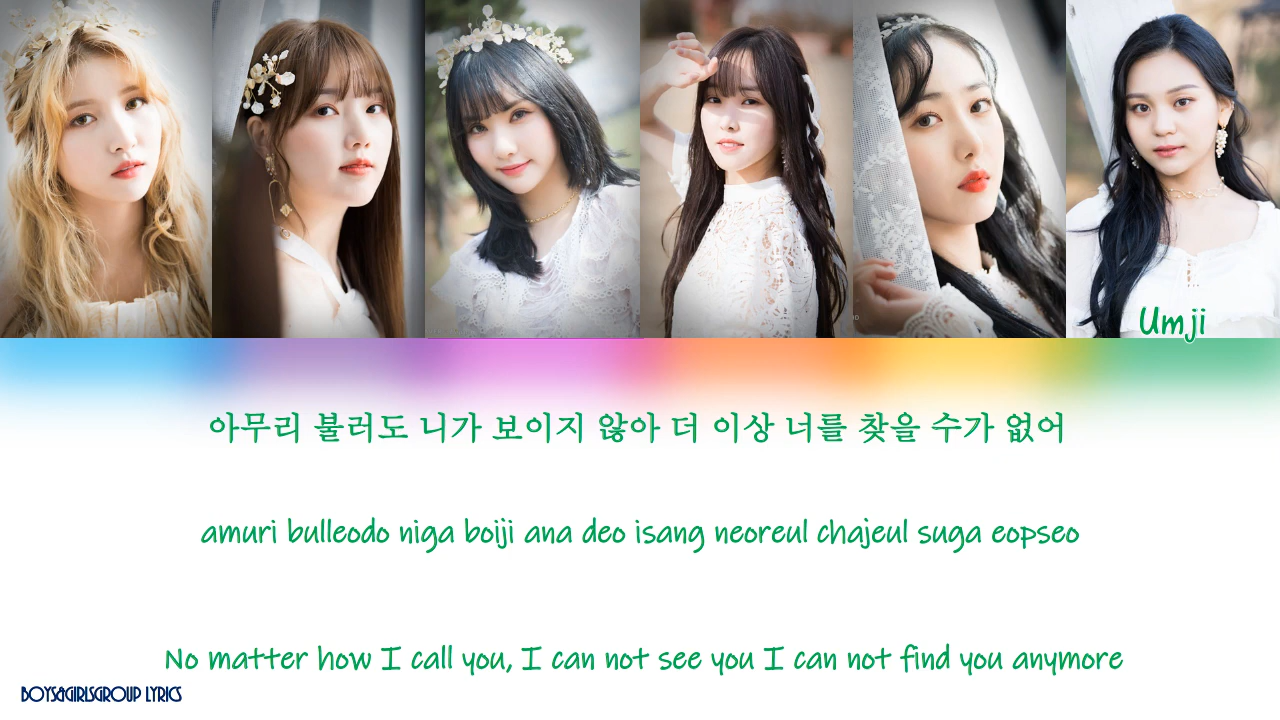 Umji
아무리 불러도 니가 보이지 않아 더 이상 너를 찾을 수가 없어
amuri bulleodo niga boiji ana deo isang neoreul chajeul suga eopseo
No matter how I call you, I can not see you I can not find you anymore
BOYS&GIRLSGROUP LYRICS